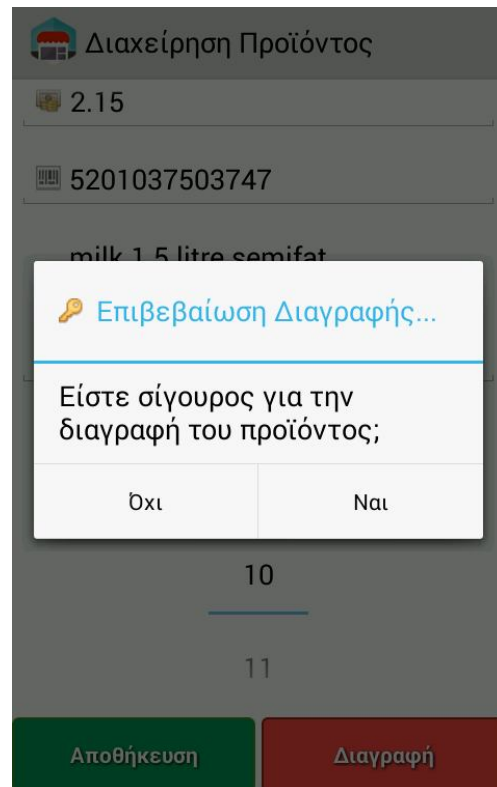 Διαχείρηση Προϊόντος
2.15
5201037503747
milk 1.5 litre semifat
Επιβεβαίωση Διαγραφής...
Είστε σίγουρος για την
διαγραφή του προϊόντος;
Όχι Ναι
10
11
Αποθήκευση Διαγραφή